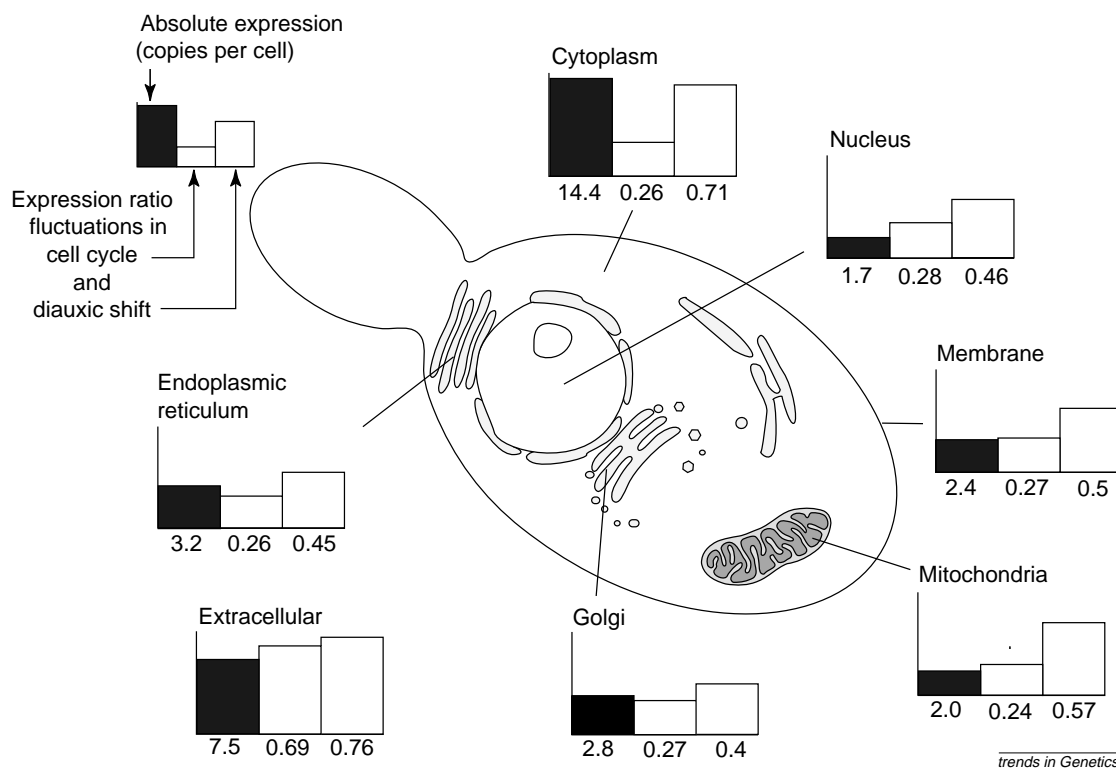 Absolute expression
(copies per cell)
Expression ratio
fluctuations in
cell cycle
and
diauxic shift
Cytoplasm
14.4 0.26 0.71
Nucleus
1.7 0.28 0.46
Endoplasmic
reticulum
3.2 0.26 0.45
Membrane
2.4 0.27 0.5
Extracellular
7.5 0.69 0.76
Golgi
2.8 0.27 0.4
Mitochondria
2.0 0.24 0.57
trends in Genetics